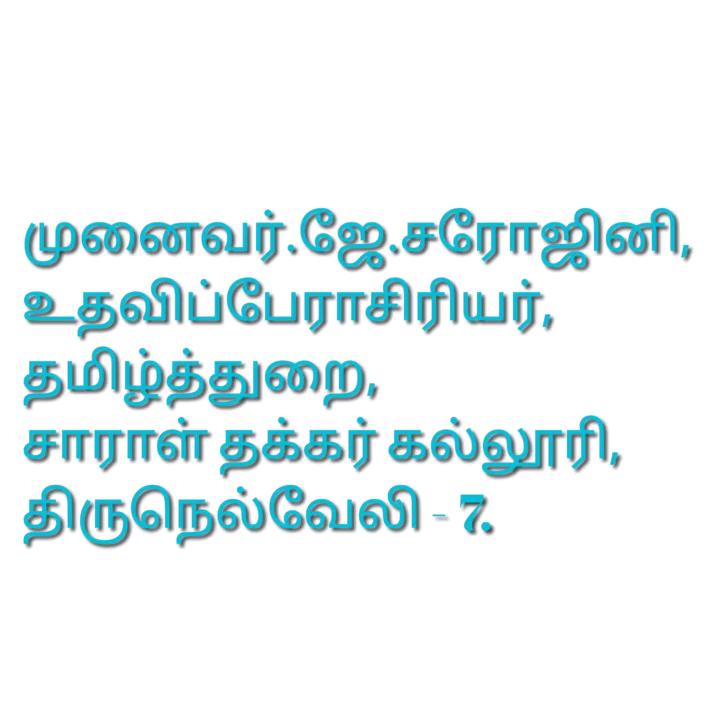 முனைவர்.ஜே.சரோஜினி,
உதவிப்பேராசிரியர்,
தமிழ்த்துறை,
சாராள் தக்கர் கல்லூரி,
திருநெல்வேலி - 7.